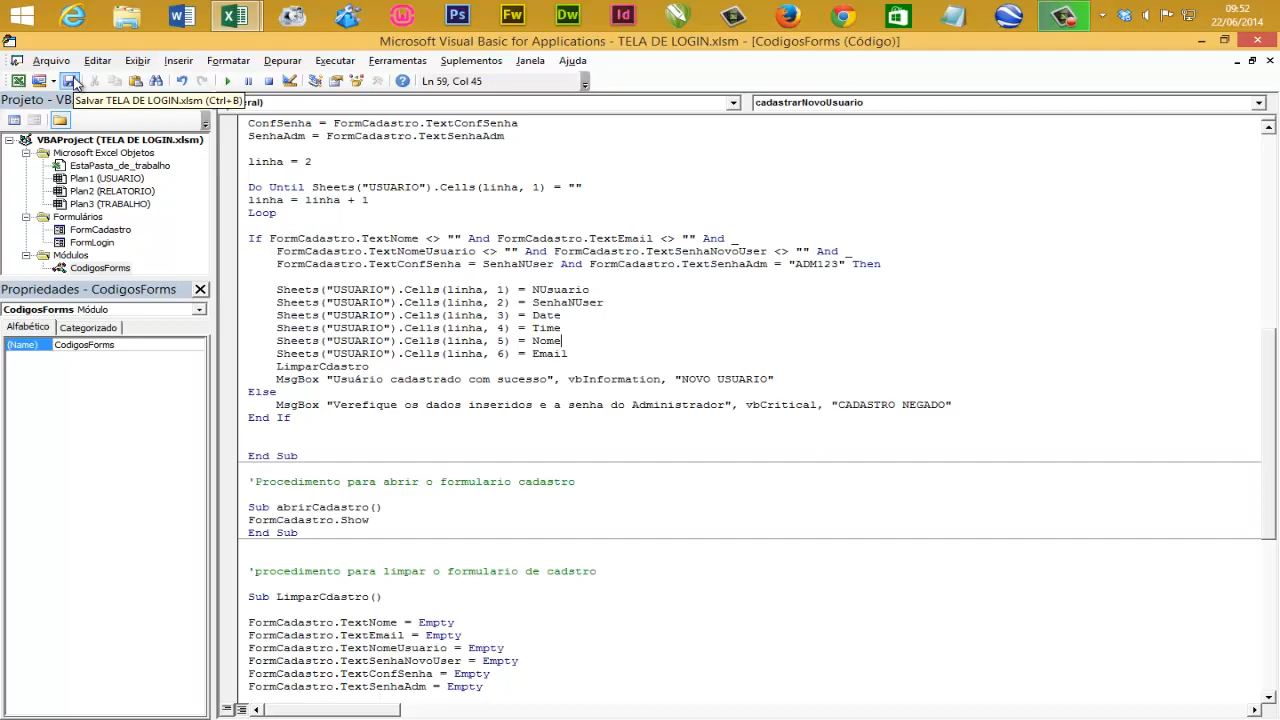 Ps
Fw
Dw
Id
09:52
22/06/2014
Microsoft Visual Basic for Applications - TELA DE LOGIN.xlsm - [CodigosForms (Código)]
Arquivo Editar Exibir Inserir Formatar Depurar Executar Ferramentas Suplementos Janela Ajuda
Ln 59, Col 45
Projeto - VB
Salvar TELA DE LOGIN.xlsm (Ctrl+B)
eral)
cadastrarNovoUsuario
VBAProject (TELA DE LOGIN.xlsm)
Microsoft Excel Objetos
EstaPasta_de_trabalho
Plan1 (USUARIO)
Plan2 (RELATORIO)
Plan3 (TRABALHO)
Formulários
FormCadastro
FormLogin
Módulos
CodigosForms
Propriedades - CodigosForms
CodigosForms Módulo
Alfabético Categorizado
(Name) CodigosForms
ConfSenha = FormCadastro.TextConfSenha
SenhaAdm = FormCadastro.TextSenhaAdm
linha = 2
Do Until Sheets("USUARIO").Cells(linha, 1) = ""
linha = linha + 1
Loop
If FormCadastro.TextNome <> "" And FormCadastro.TextEmail <> "" And _
FormCadastro.TextNomeUsuario <> "" And FormCadastro.TextSenhaNovoUser <> "" And _
FormCadastro.TextConfSenha = SenhaNUser And FormCadastro.TextSenhaAdm = "ADM123" Then
Sheets("USUARIO").Cells(linha, 1) = NUsuario
Sheets("USUARIO").Cells(linha, 2) = SenhaNUser
Sheets("USUARIO").Cells(linha, 3) = Date
Sheets("USUARIO").Cells(linha, 4) = Time
Sheets("USUARIO").Cells(linha, 5) = Nome
Sheets("USUARIO").Cells(linha, 6) = Email
LimparCdastro
MsgBox "Usuário cadastrado com sucesso", vbInformation, "NOVO USUARIO"
Else
MsgBox "Verefique os dados inseridos e a senha do Administrador", vbCritical, "CADASTRO NEGADO"
End If
End Sub
'Procedimento para abrir o formulario cadastro
Sub abrirCadastro()
FormCadastro.Show
End Sub
'procedimento para limpar o formulario de cadstro
Sub LimparCdastro()
FormCadastro.TextNome = Empty
FormCadastro.TextEmail = Empty
FormCadastro.TextNomeUsuario = Empty
FormCadastro.TextSenhaNovoUser = Empty
FormCadastro.TextConfSenha = Empty
FormCadastro.TextSenhaAdm = Empty